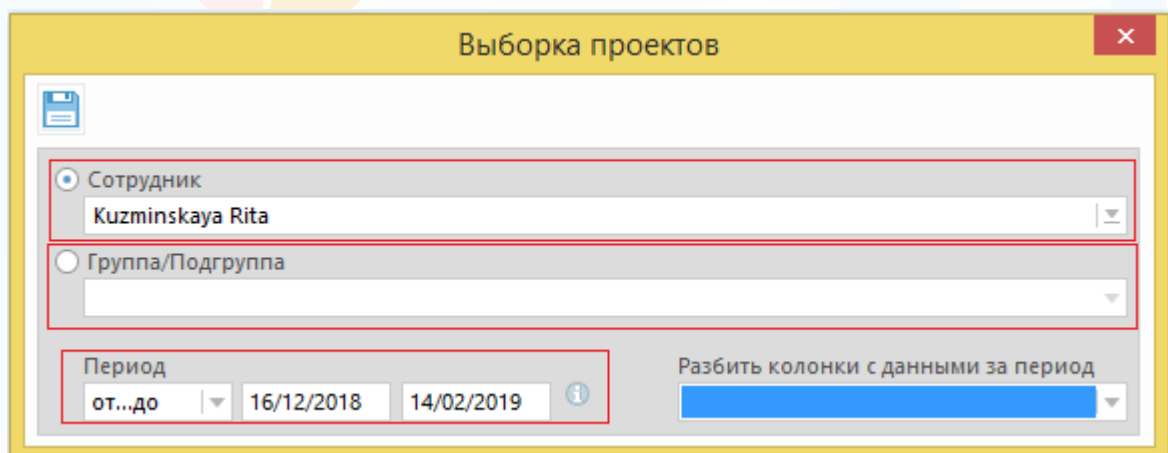 Выборка проектов
Сотрудник
Kuzminskaya Rita
Группа/Подгруппа
Период
Разбить колонки с данными за период
от...до 16/12/2018 14/02/2019